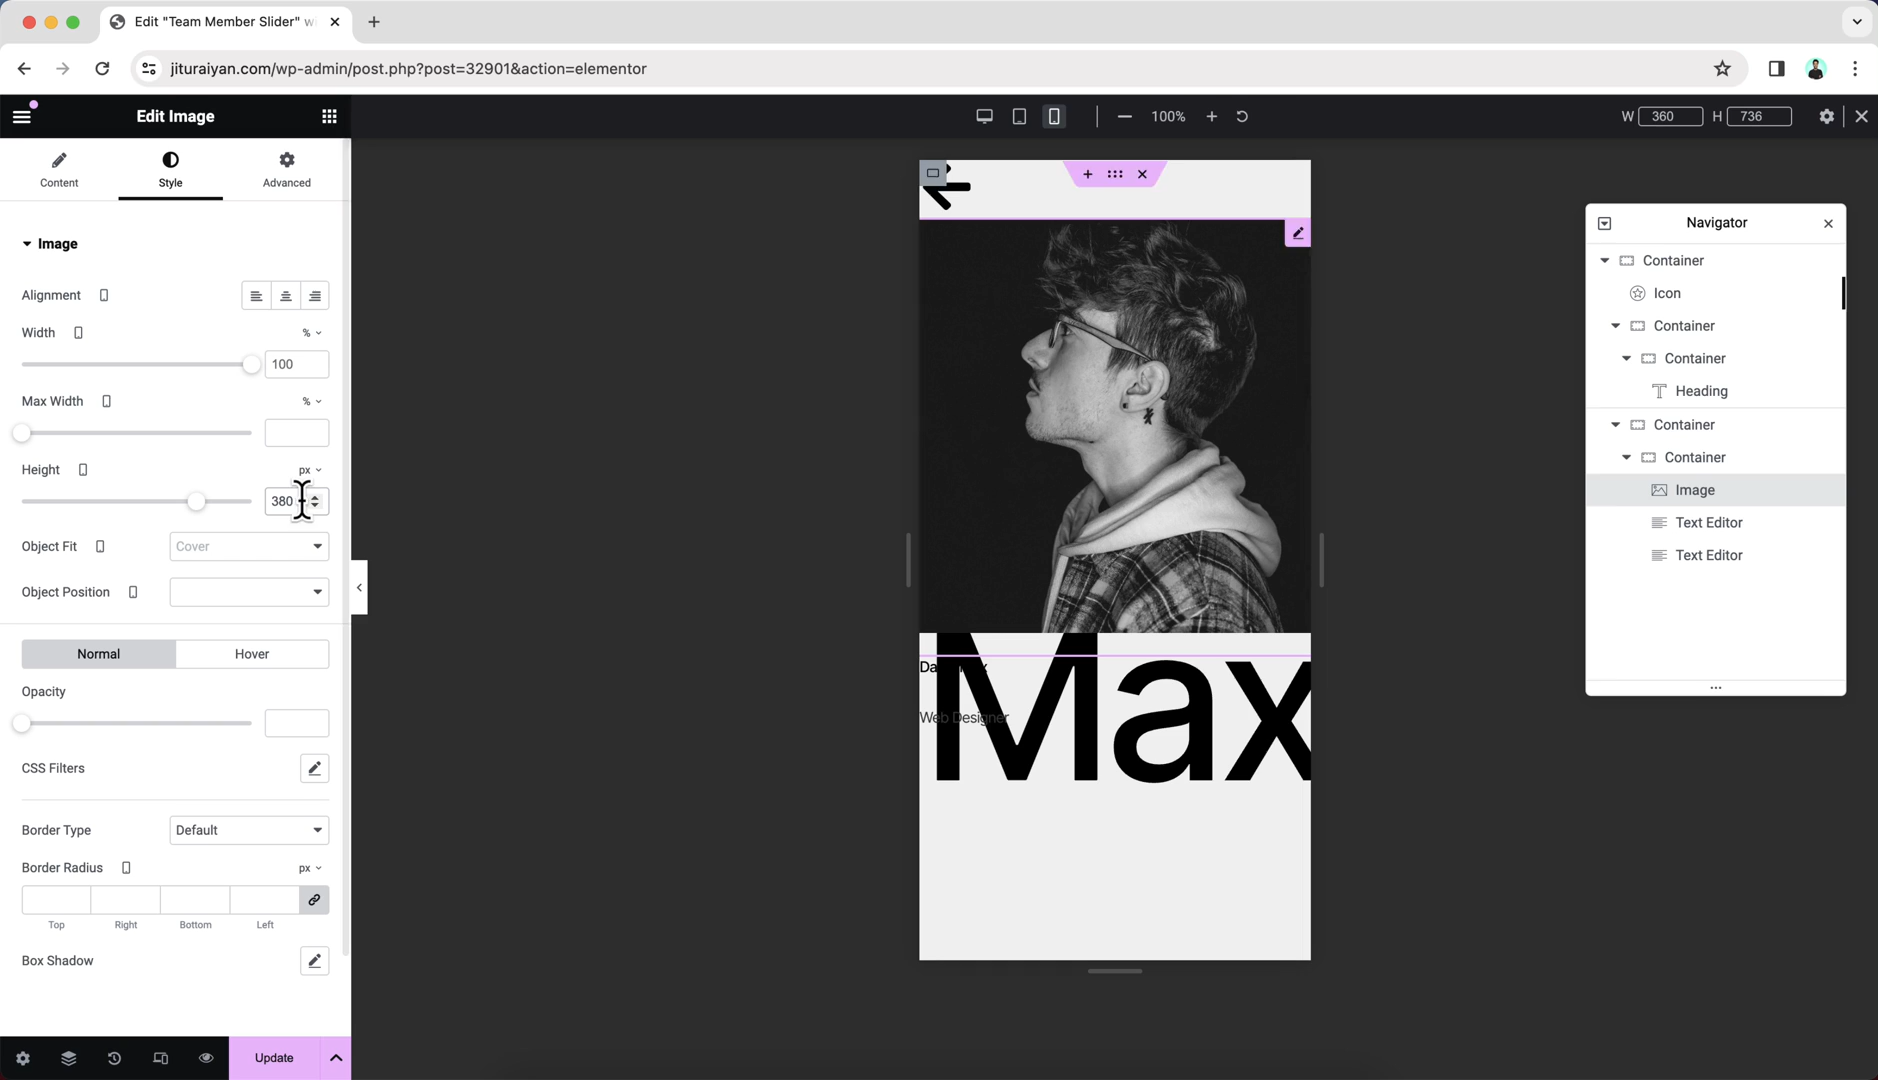 Edit "Team Member Slider" w
jituraiyan.com/wp-admin/post.php?post=32901&action=elementor
Edit Image
100%
W 360 H 736
Content
Style
Advanced
Image
Alignment
Width
%
100
Max Width
%
Height
px
380
Object Fit
Cover
Object Position
Normal
Hover
Opacity
CSS Filters
Border Type
Default
Border Radius
px
Top
Right
Bottom
Left
Box Shadow
Update
Max
Web Designer
Navigator
Container
Icon
Container
Container
Heading
Container
Container
Image
Text Editor
Text Editor